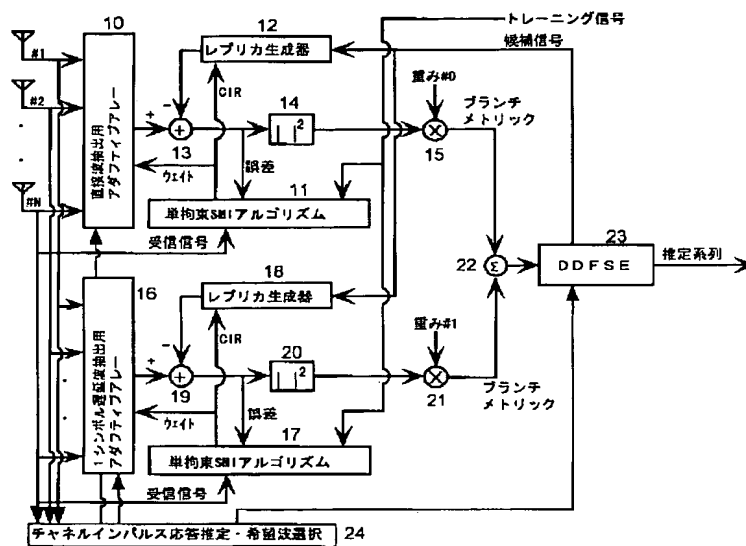 トレーニング信号
10
12
レプリカ生成器
候補信号
#1
#2
#N
直接波抽出用
アダプティブアレー
CIR
重み#0
ブランチ
メトリック
+
−
+
13
14
| |²
×
15
ウェイト
誤差
11
単拘束SMIアルゴリズム
受信信号
16
1シンボル遅延波抽出用
アダプティブアレー
18
レプリカ生成器
CIR
22
Σ
23
DDFSE
推定系列
重み#1
+
−
+
19
20
| |²
×
21
ブランチ
メトリック
ウェイト
誤差
17
単拘束SMIアルゴリズム
受信信号
チャネルインパルス応答推定・希望波選択
24